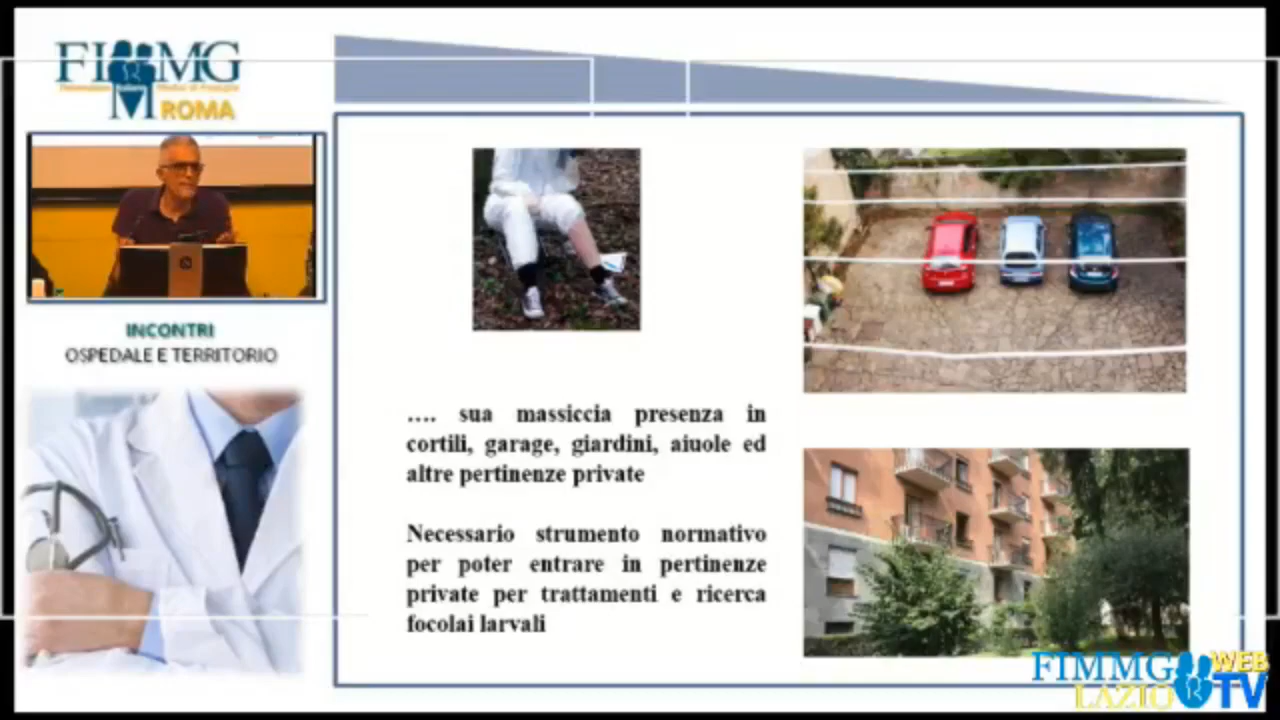 FIMMG
ROMA
INCONTRI
OSPEDALE E TERRITORIO
.... sua massiccia presenza in
cortili, garage, giardini, aiuole ed
altre pertinenze private
Necessario strumento normativo
per poter entrare in pertinenze
private per trattamenti e ricerca
focolai larvali
FIMMG WEB
LAZIO TV